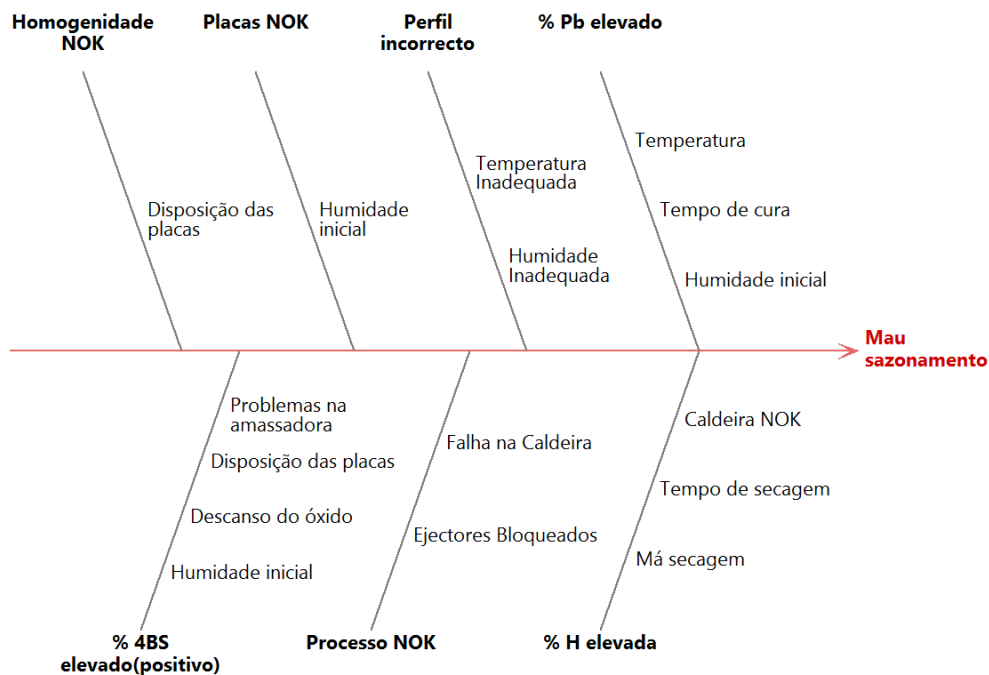 Homogenidade
NOK
Placas NOK
Perfil
incorrecto
% Pb elevado
Disposição das
placas
Humidade
inicial
Temperatura
Inadequada
Humidade
Inadequada
Temperatura
Tempo de cura
Humidade inicial
Mau
sazonamento
Problemas na
amassadora
Disposição das placas
Descanso do óxido
Humidade inicial
Falha na Caldeira
Ejectores Bloqueados
Caldeira NOK
Tempo de secagem
Má secagem
% 4BS
elevado(positivo)
Processo NOK
% H elevada